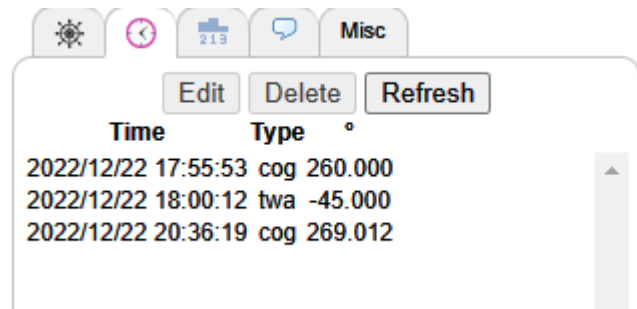 213 Misc
Edit Delete Refresh
Time Type °
2022/12/22 17:55:53 cog 260.000
2022/12/22 18:00:12 twa -45.000
2022/12/22 20:36:19 cog 269.012